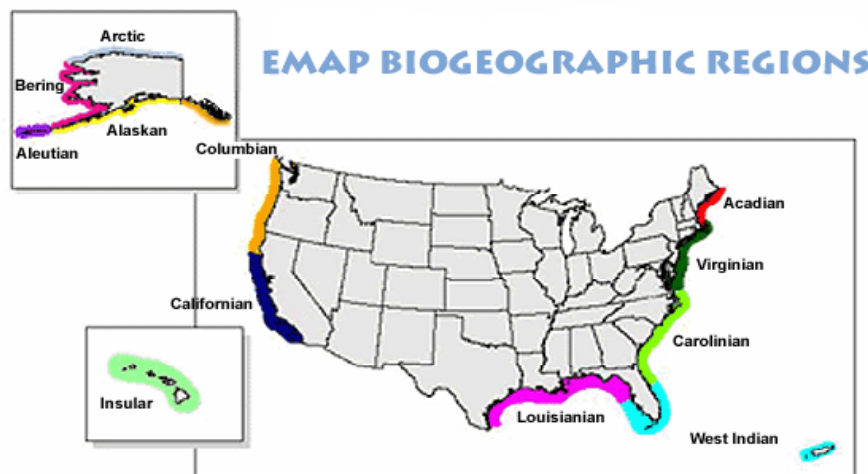 EMAP BIOGEOGRAPHIC REGIONS
Arctic
Bering
Alaskan
Aleutian
Columbian
Acadian
Virginian
Californian
Carolinian
Insular
Louisianian
West Indian